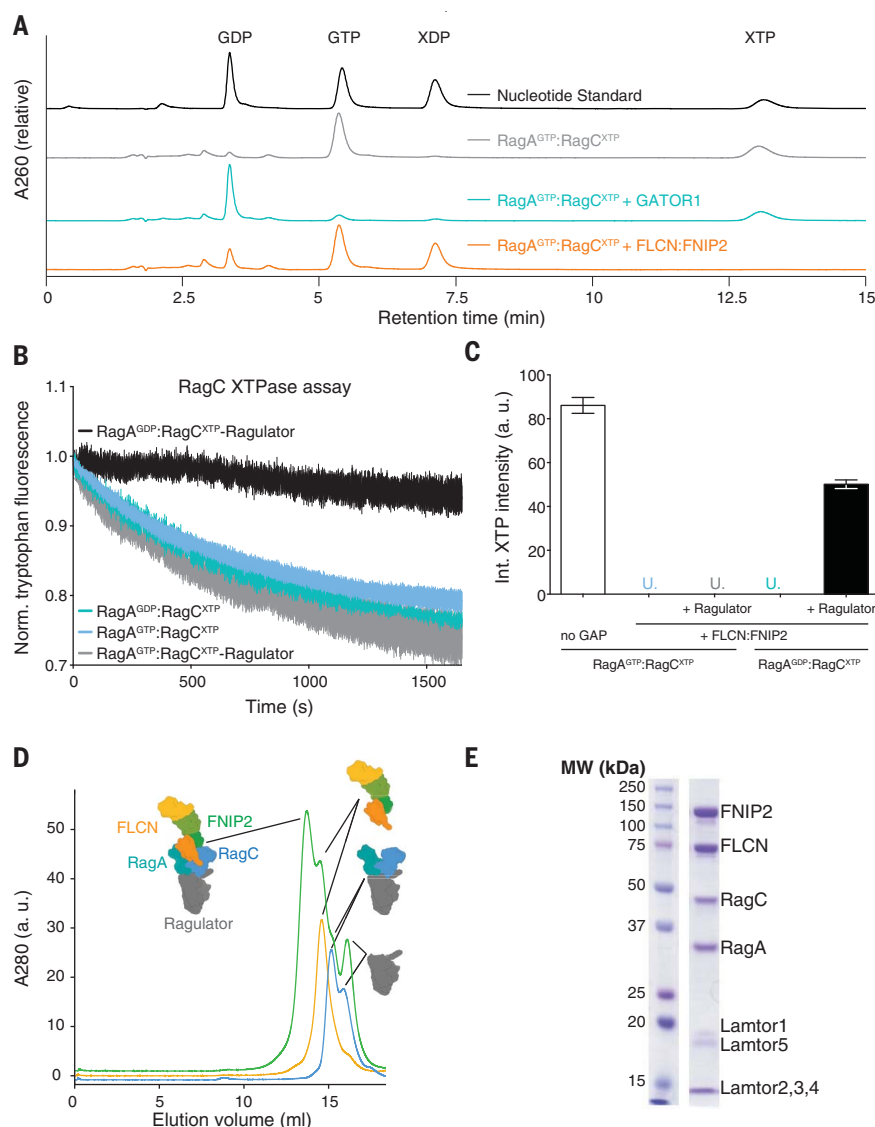 A
GDP GTP XDP XTP
Nucleotide Standard
RagA^GTP:RagC^XTP
RagA^GTP:RagC^XTP + GATOR1
RagA^GTP:RagC^XTP + FLCN:FNIP2
A260 (relative)
0 2.5 5 7.5 10 12.5 15
Retention time (min)
B
RagC XTPase assay
1.1
1.0
0.9
0.8
0.7
Norm. tryptophan fluorescence
RagA^GDP:RagC^XTP-Ragulator
RagA^GDP:RagC^XTP
RagA^GTP:RagC^XTP
RagA^GTP:RagC^XTP-Ragulator
0 500 1000 1500
Time (s)
C
100
80
60
40
20
0
Int. XTP intensity (a. u.)
U. U. U.
+ Ragulator + Ragulator
no GAP + FLCN:FNIP2
RagA^GTP:RagC^XTP RagA^GDP:RagC^XTP
D
50
40
30
20
10
0
A280 (a. u.)
FLCN
FNIP2
RagA
RagC
Ragulator
0 5 10 15
Elution volume (ml)
E
MW (kDa)
250
150
100
75
50
37
25
20
15
FNIP2
FLCN
RagC
RagA
Lamtor1
Lamtor5
Lamtor2,3,4